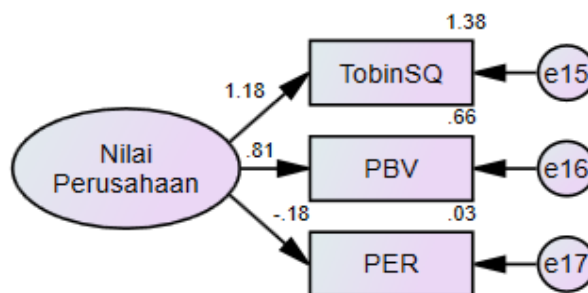 1.38
TobinSQ
e15
1.18
.66
Nilai
Perusahaan
.81
PBV
e16
-.18
.03
PER
e17